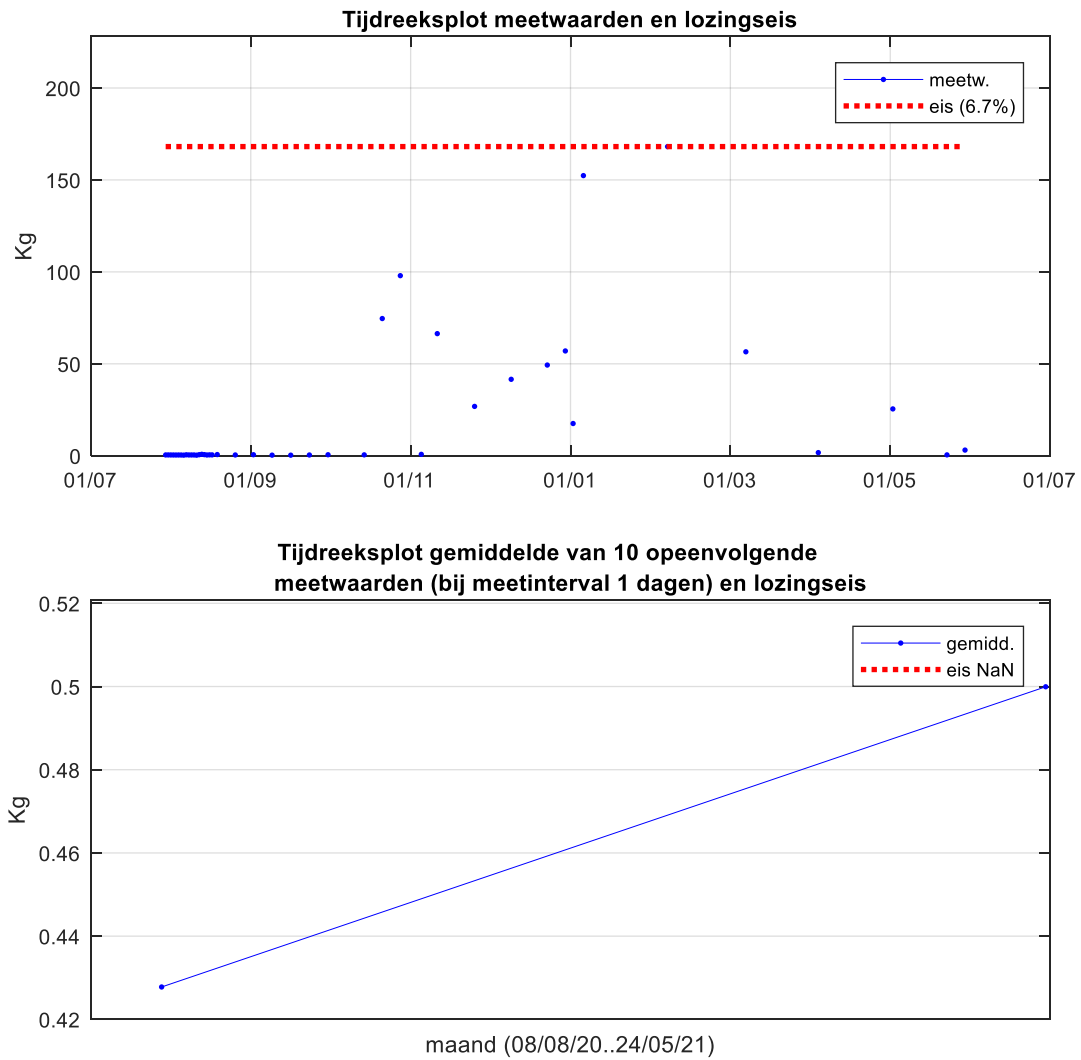 Tijdreeksplot meetwaarden en lozingseis
200
150
100
50
0
Kg
meetw.
eis (6.7%)
01/07 01/09 01/11 01/01 01/03 01/05 01/07
Tijdreeksplot gemiddelde van 10 opeenvolgende
meetwaarden (bij meetinterval 1 dagen) en lozingseis
0.52
0.5
0.48
0.46
0.44
0.42
Kg
gemidd.
eis NaN
maand (08/08/20..24/05/21)